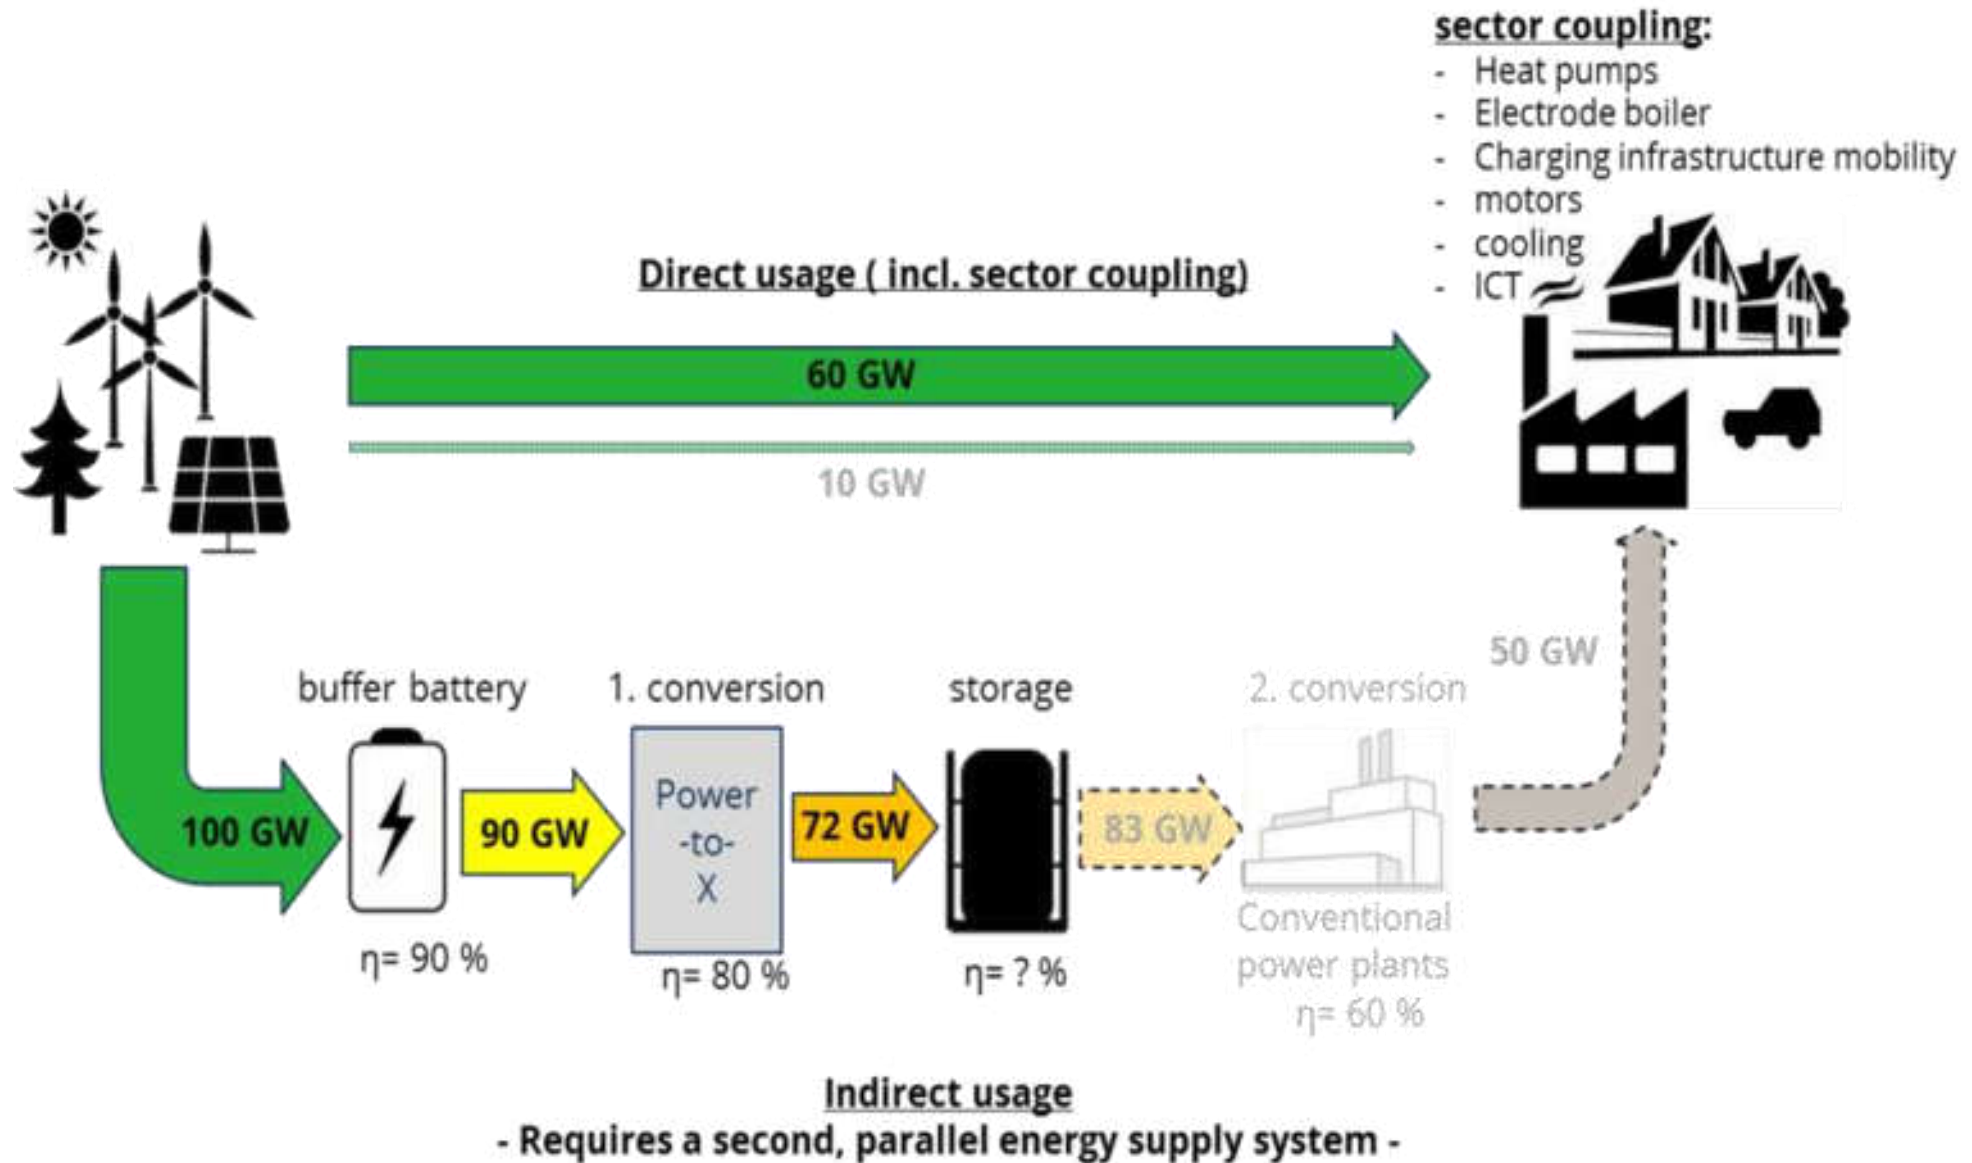 sector coupling:
- Heat pumps
- Electrode boiler
- Charging infrastructure mobility
- motors
- cooling
- ICT
Direct usage ( incl. sector coupling)
60 GW
10 GW
50 GW
buffer battery
1. conversion
storage
2. conversion
100 GW
90 GW
Power
-to-
X
72 GW
83 GW
η= 90 %
η= 80 %
η= ? %
Conventional
power plants
η= 60 %
Indirect usage
- Requires a second, parallel energy supply system -